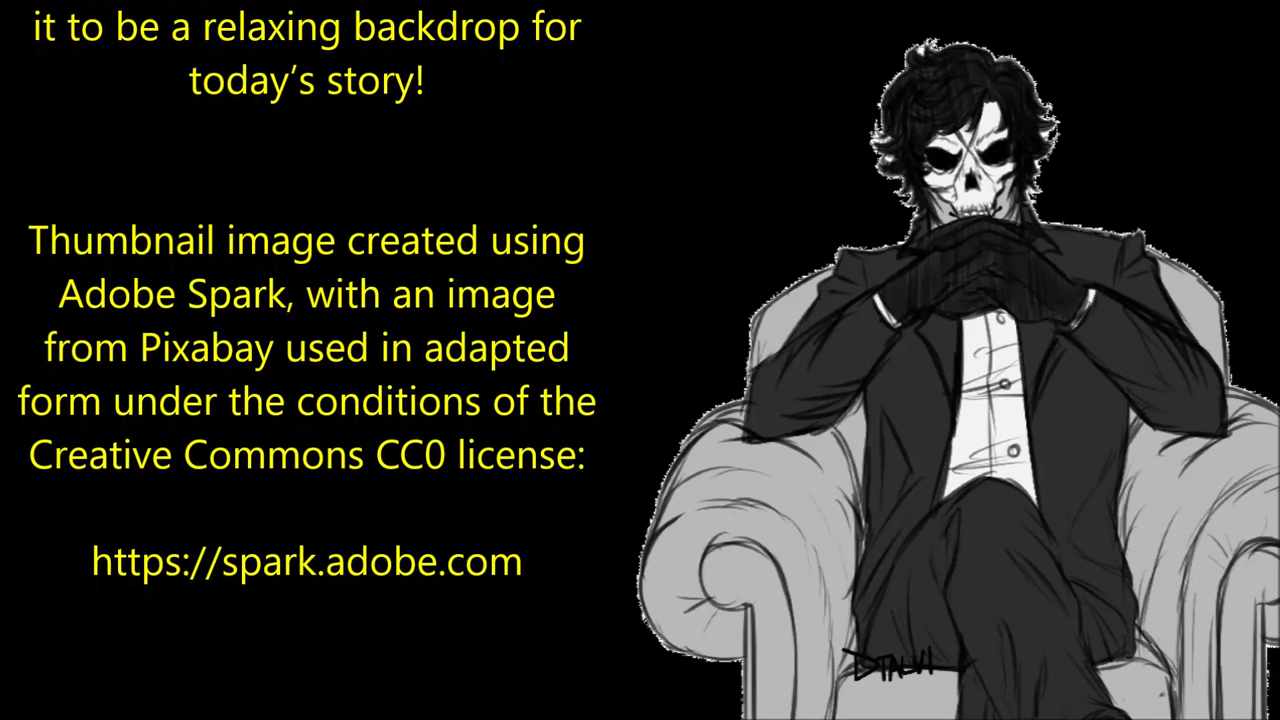 it to be a relaxing backdrop for
today’s story!
Thumbnail image created using
Adobe Spark, with an image
from Pixabay used in adapted
form under the conditions of the
Creative Commons CC0 license:
https://spark.adobe.com
DTALVI